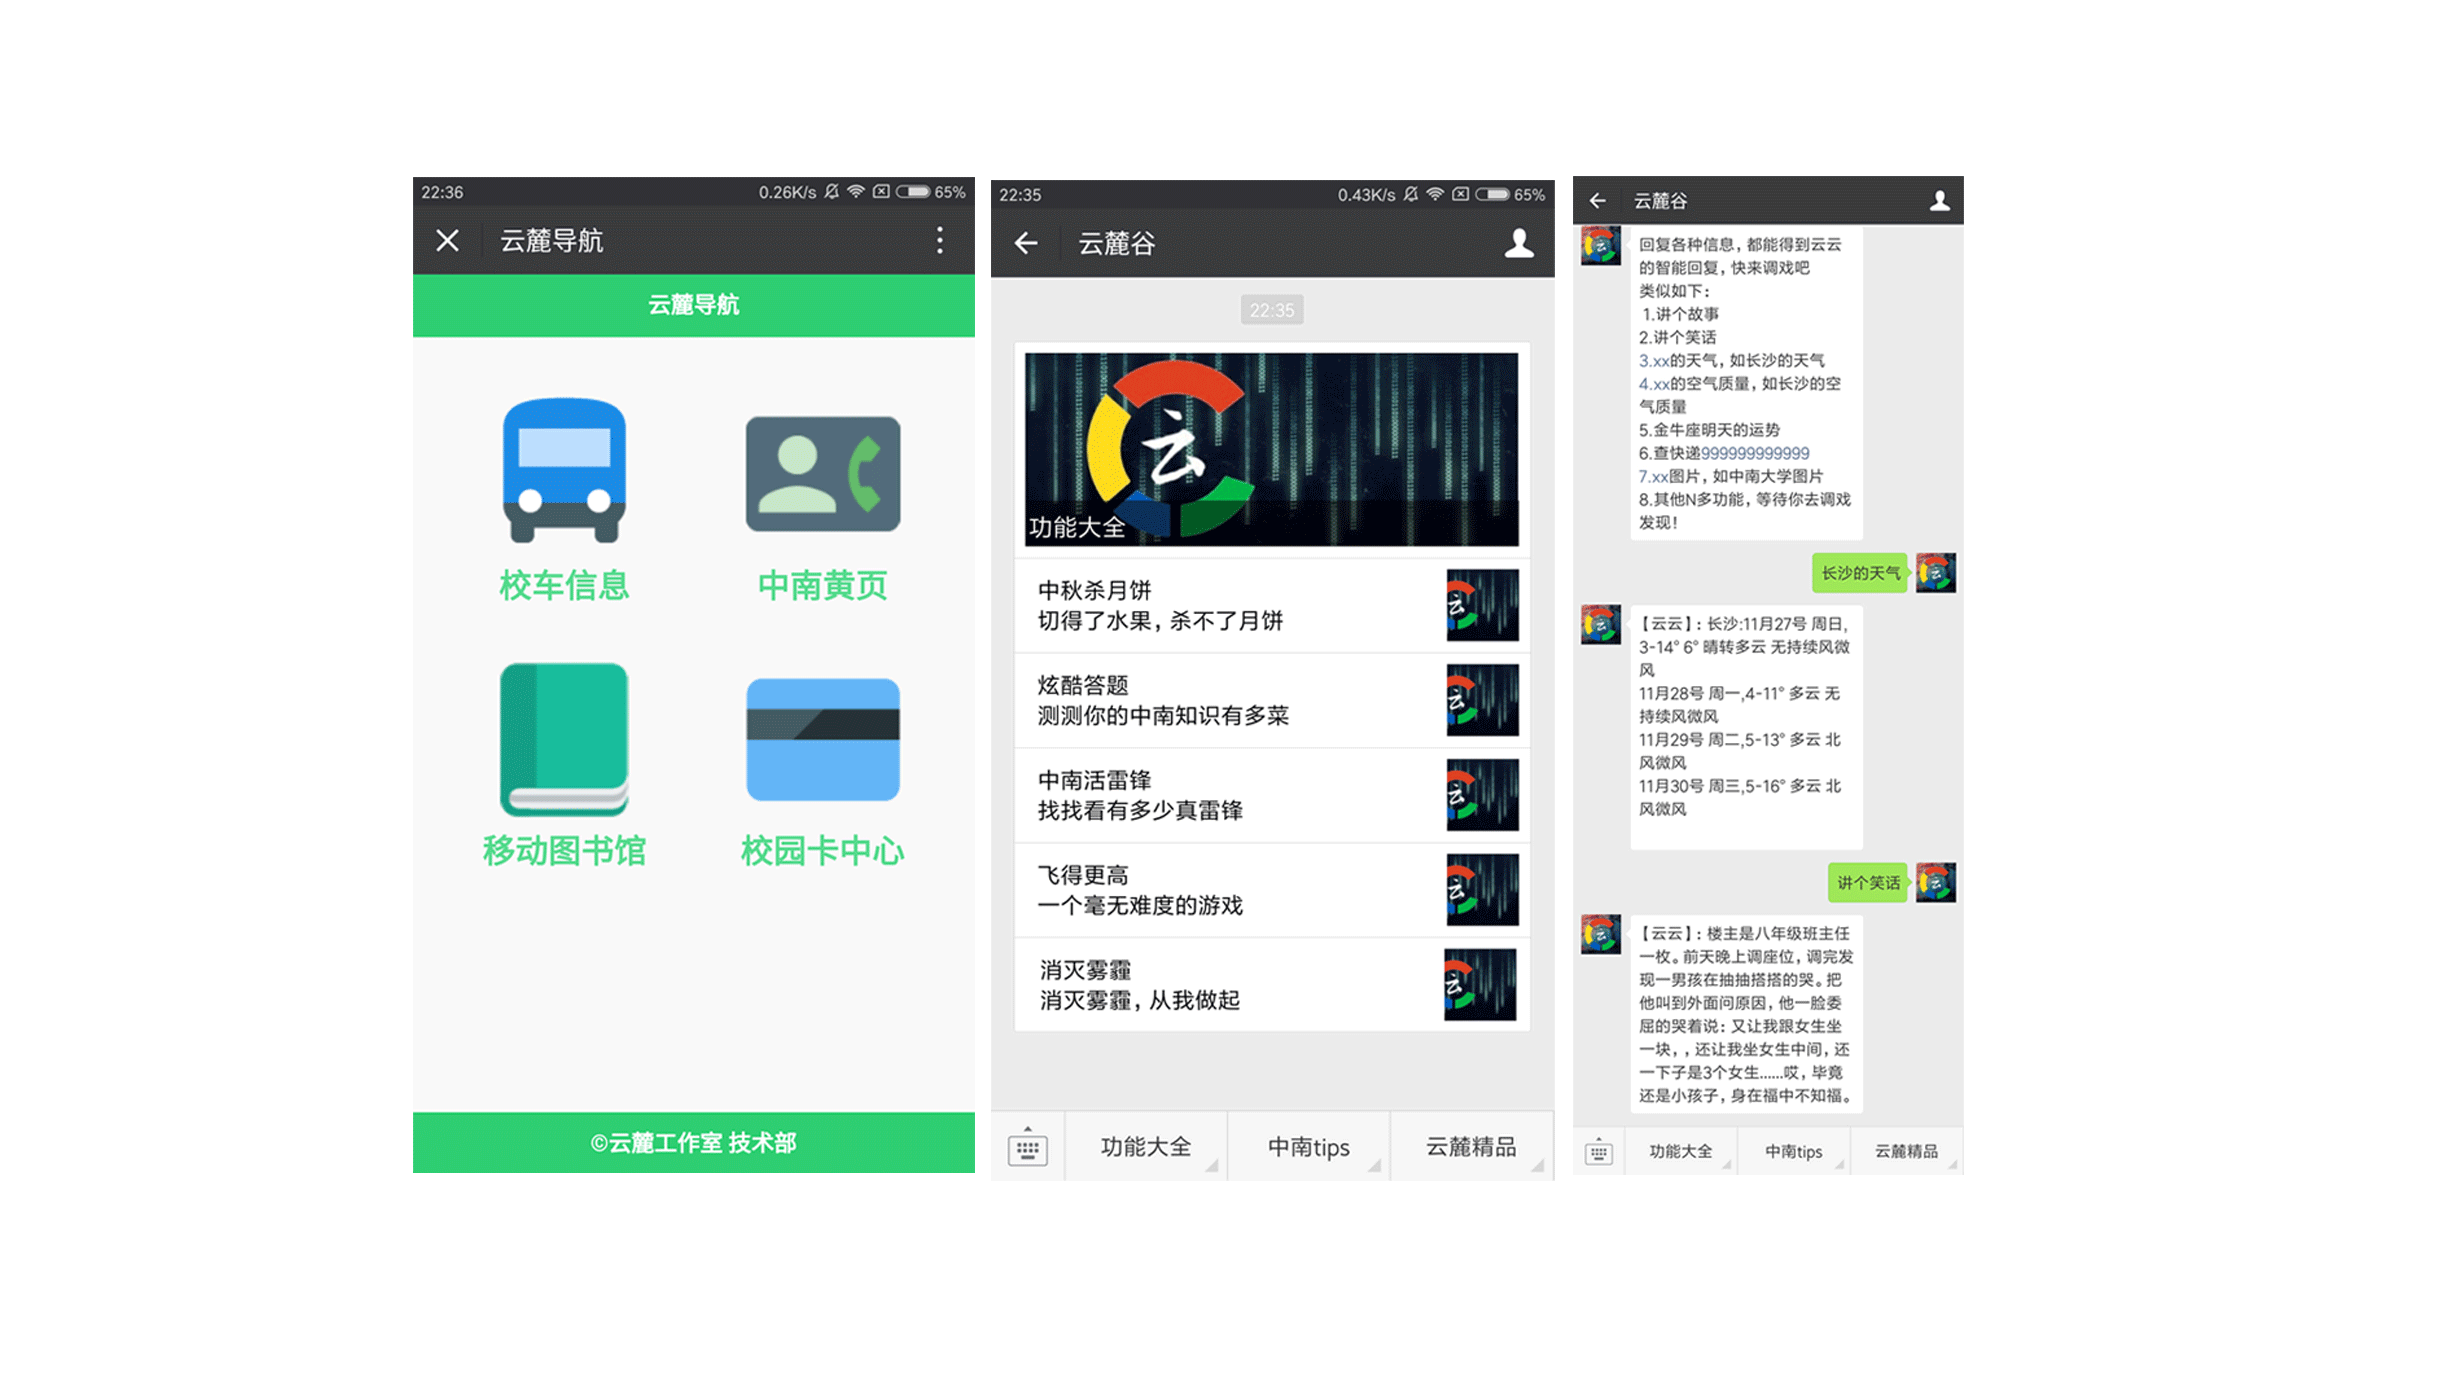 22:36
0.26K/s 65%
云麓导航
云麓导航
校车信息
中南黄页
移动图书馆
校园卡中心
©云麓工作室 技术部
22:35
0.43K/s 65%
云麓谷
22:35
云
功能大全
中秋杀月饼
切得了水果，杀不了月饼
炫酷答题
测测你的中南知识有多菜
中南活雷锋
找找看有多少真雷锋
飞得更高
一个毫无难度的游戏
消灭雾霾
消灭雾霾，从我做起
功能大全
中南tips
云麓精品
云麓谷
回复各种信息，都能得到云云
的智能回复，快来调戏吧
类似如下：
1.讲个故事
2.讲个笑话
3.xx的天气，如长沙的天气
4.xx的空气质量，如长沙的空
气质量
5.金牛座明天的运势
6.查快递999999999999
7.xx图片，如中南大学图片
8.其他N多功能，等待你去调戏
发现！
长沙的天气
【云云】：长沙:11月27号 周日，
3-14° 6° 晴转多云 无持续风微
风
11月28号 周一,4-11° 多云 无
持续风微风
11月29号 周二,5-13° 多云 北
风微风
11月30号 周三,5-16° 多云 北
风微风
讲个笑话
【云云】：楼主是八年级班主任
一枚。前天晚上调座位，调完发
现一男孩在抽抽搭搭的哭。把
他叫到外面问原因，他一脸委
屈的哭着说：又让我跟女生坐
一块，，还让我坐女生中间，还
一下子是3个女生......哎，毕竟
还是小孩子，身在福中不知福。
功能大全
中南tips
云麓精品